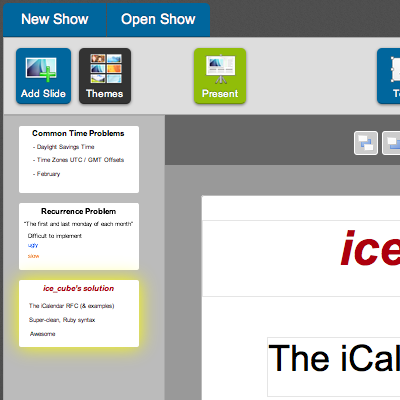 New Show Open Show
Add Slide Themes Present
Common Time Problems
- Daylight Savings Time
- Time Zones UTC / GMT Offsets
- February
Recurrence Problem
"The first and last monday of each month"
Difficult to implement
ugly
ice_cube's solution
The iCalendar RFC (& examples)
Super-clean, Ruby syntax
Awesome
ice
The iCal